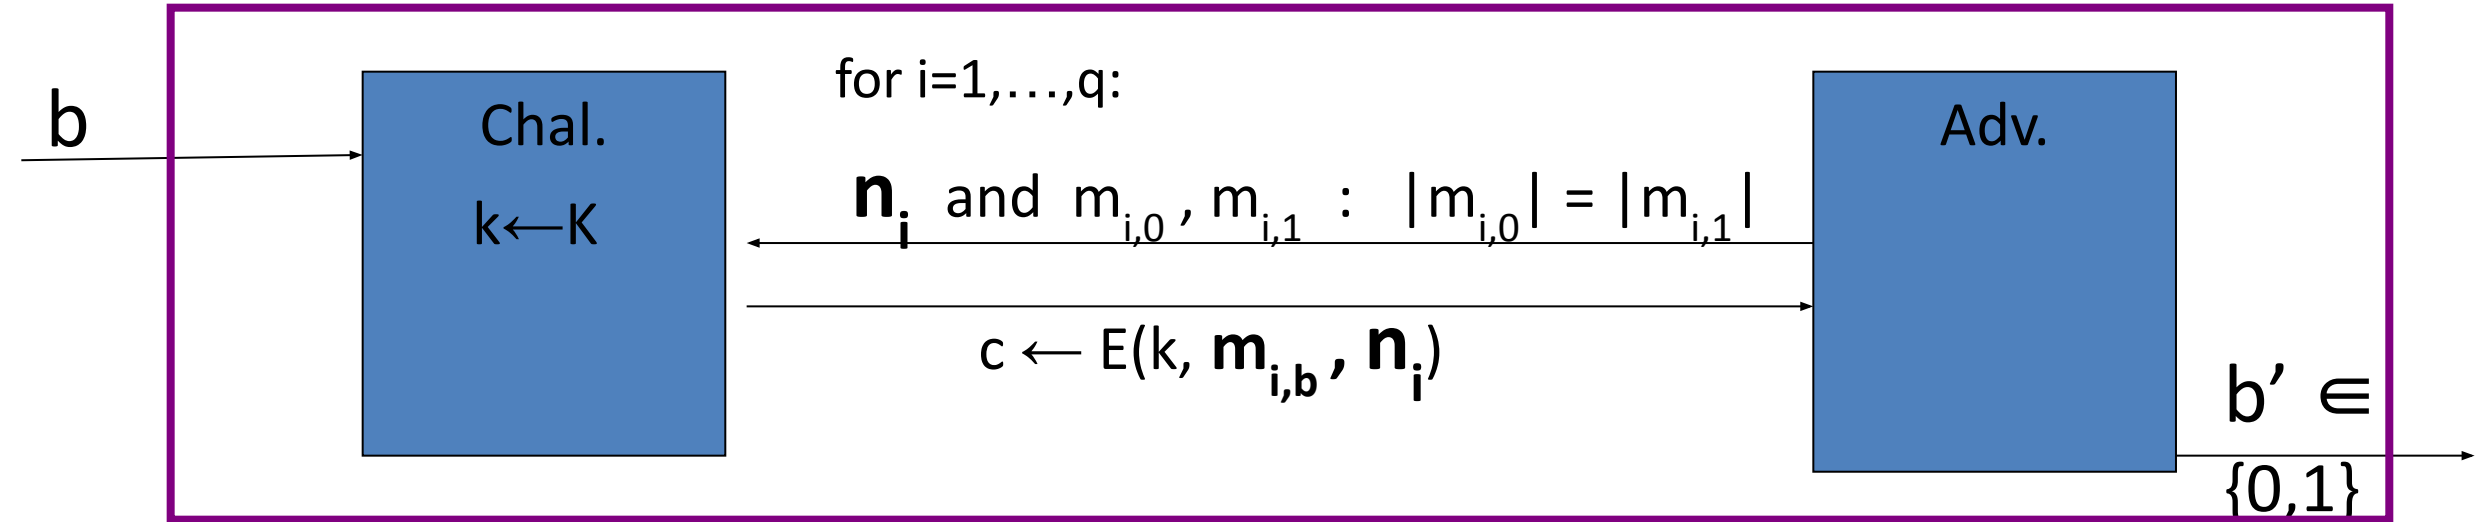 b
Chal.
k←K
for i=1,…,q:
nᵢ and mᵢ,₀ , mᵢ,₁ : |mᵢ,₀| = |mᵢ,₁|
c ← E(k, mᵢ,b , nᵢ)
Adv.
b’ ∈
{0,1}